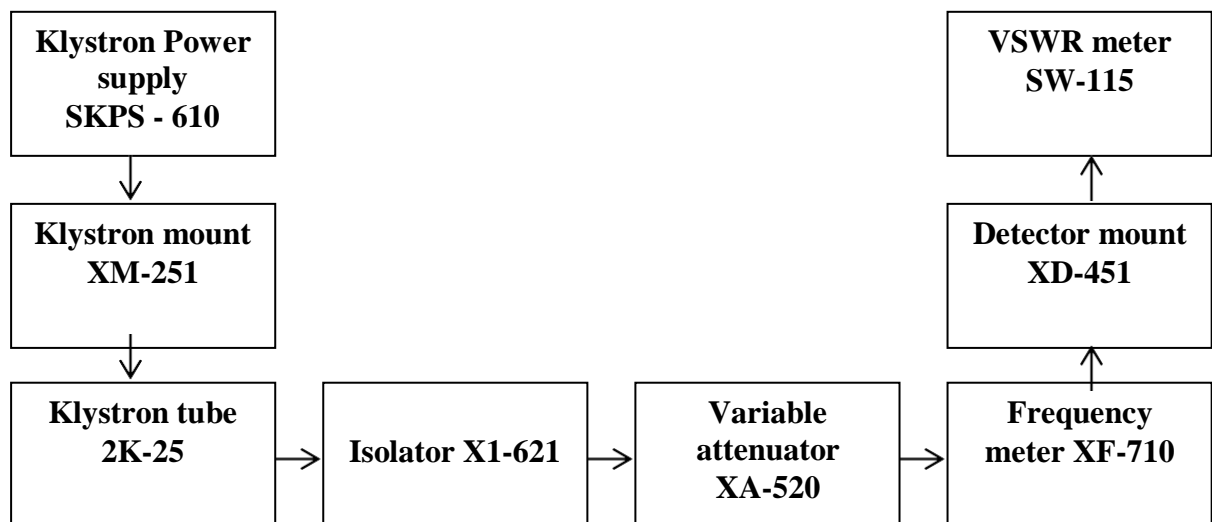 Klystron Power
supply
SKPS - 610
VSWR meter
SW-115
Klystron mount
XM-251
Detector mount
XD-451
Klystron tube
2K-25
Isolator X1-621
Variable
attenuator
XA-520
Frequency
meter XF-710